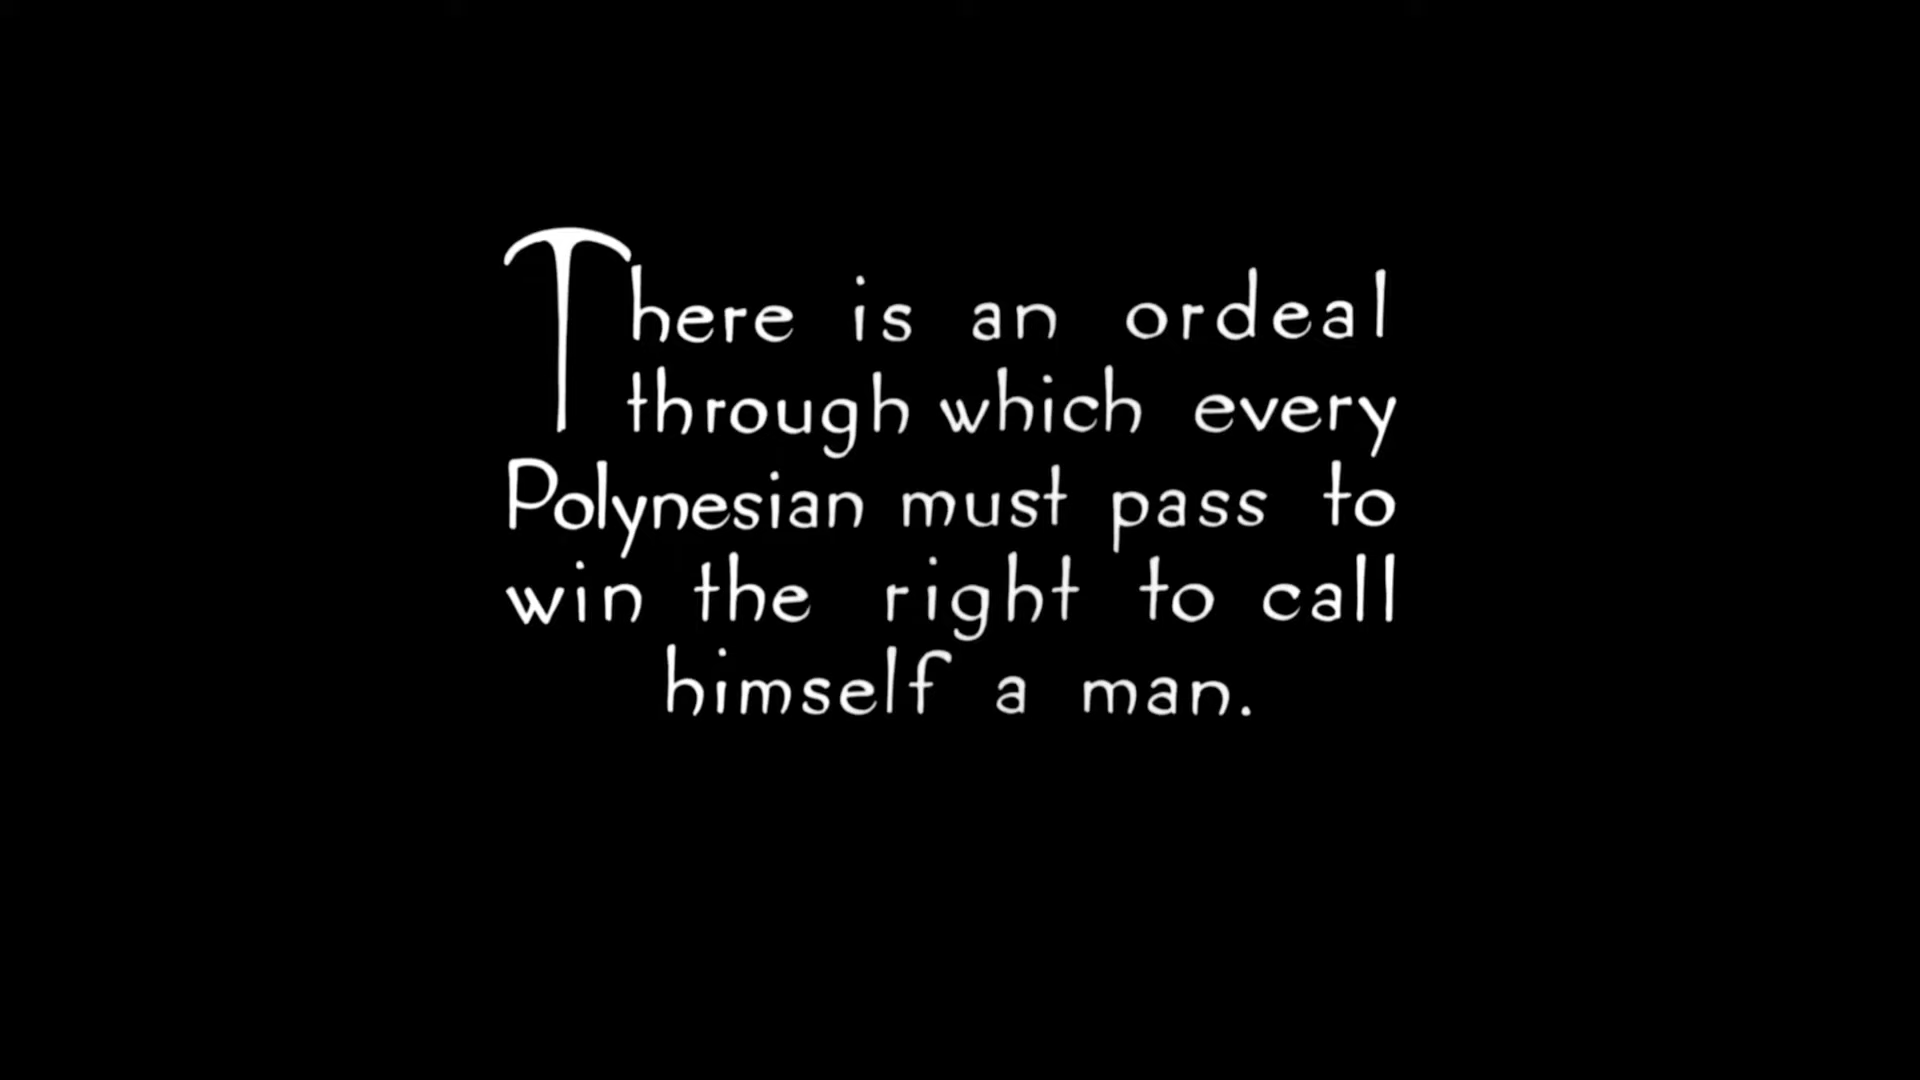 There is an ordeal
through which every
Polynesian must pass to
win the right to call
himself a man.